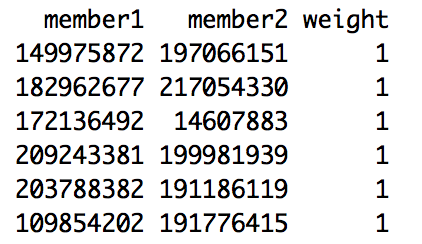 member1 member2 weight
149975872 197066151 1
182962677 217054330 1
172136492 14607883 1
209243381 199981939 1
203788382 191186119 1
109854202 191776415 1